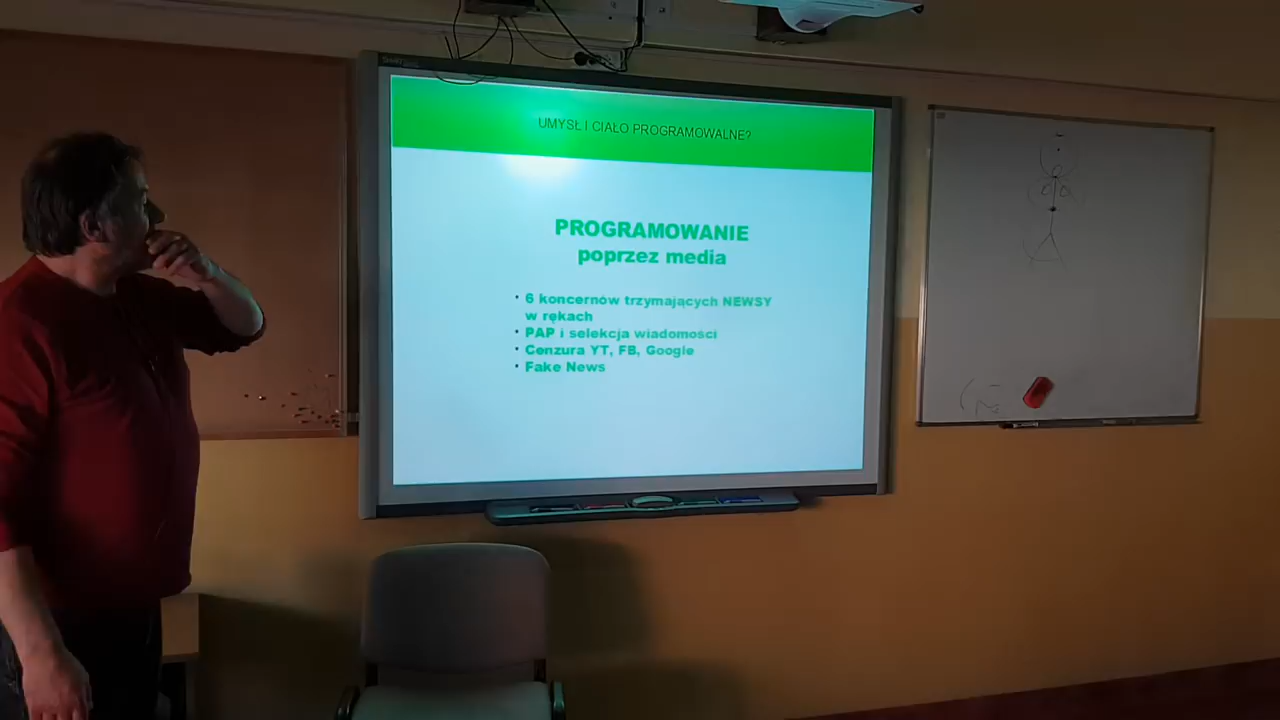 UMYSŁ I CIAŁO PROGRAMOWALNE?
PROGRAMOWANIE
poprzez media
• 6 koncernów trzymających NEWSY
w rękach
• PAP i selekcja wiadomości
• Cenzura YT, FB, Google
• Fake News